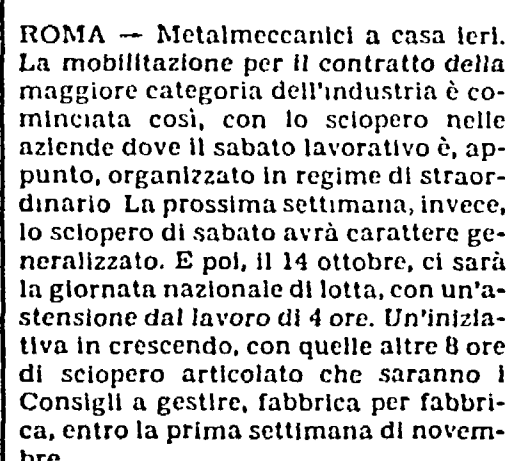 ROMA — Metalmeccanici a casa ieri.
La mobilitazione per il contratto della
maggiore categoria dell'industria è co-
minciata così, con lo sciopero nelle
aziende dove il sabato lavorativo è, ap-
punto, organizzato in regime di straor-
dinario La prossima settimana, invece,
lo sciopero di sabato avrà carattere ge-
neralizzato. E poi, il 14 ottobre, ci sarà
la giornata nazionale di lotta, con un'a-
stensione dal lavoro di 4 ore. Un'inizia-
tiva in crescendo, con quelle altre 8 ore
di sciopero articolato che saranno i
Consigli a gestire, fabbrica per fabbri-
ca, entro la prima settimana di novem-
bre